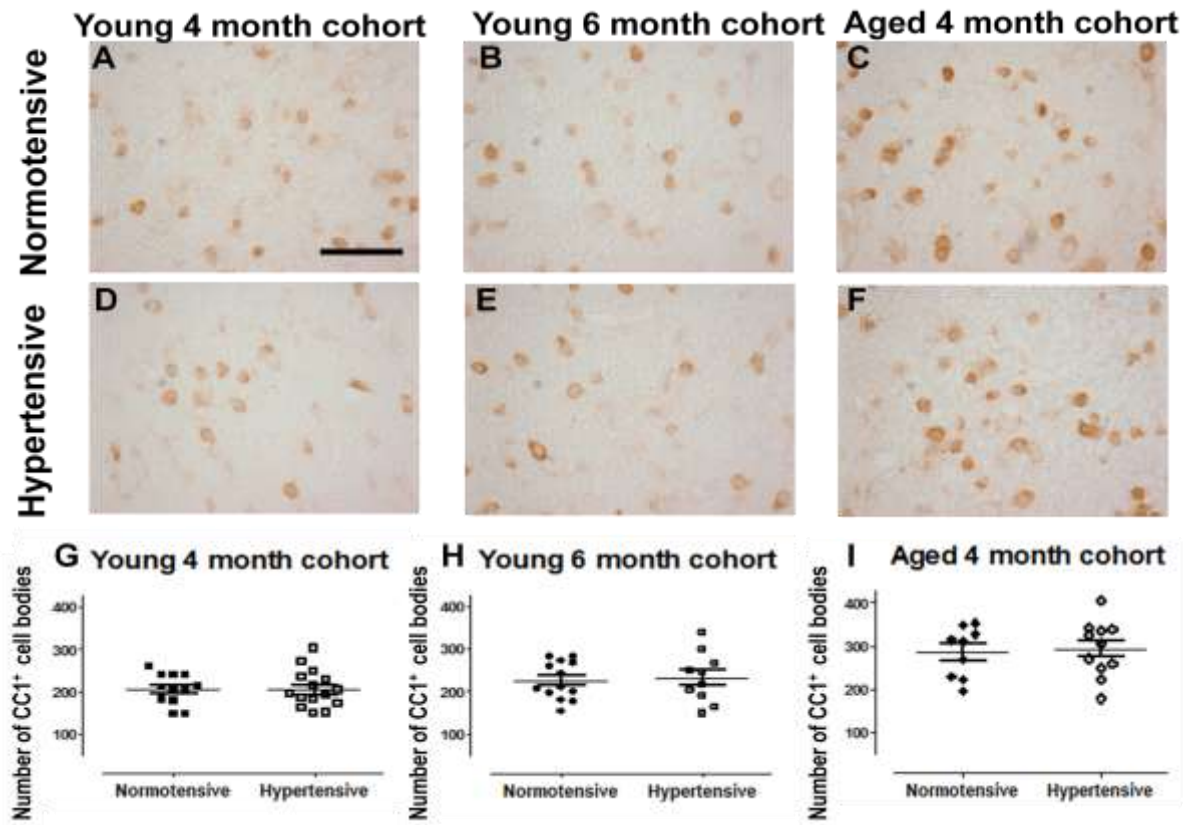 Young 4 month cohort
Young 6 month cohort
Aged 4 month cohort
Normotensive
A
B
C
Hypertensive
D
E
F
G Young 4 month cohort
Number of CC1⁺ cell bodies
400
300
200
100
Normotensive
Hypertensive
H Young 6 month cohort
Number of CC1⁺ cell bodies
400
300
200
100
Normotensive
Hypertensive
I Aged 4 month cohort
Number of CC1⁺ cell bodies
400
300
200
100
Normotensive
Hypertensive